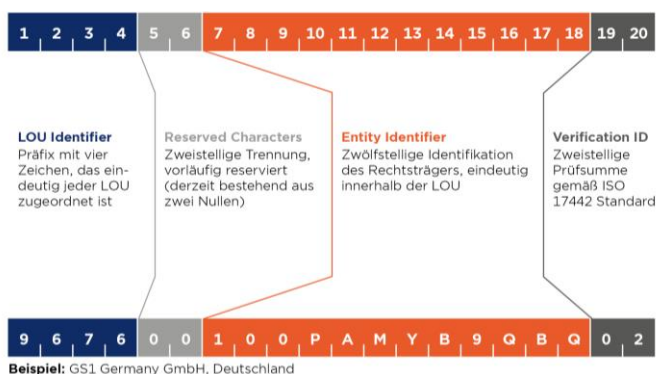 1 2 3 4 5 6 7 8 9 10 11 12 13 14 15 16 17 18 19 20
LOU Identifier
Präfix mit vier
Zeichen, das ein-
deutig jeder LOU
zugeordnet ist
Reserved Characters
Zweistellige Trennung,
vorläufig reserviert
(derzeit bestehend aus
zwei Nullen)
Entity Identifier
Zwölfstellige Identifikation
des Rechtsträgers, eindeutig
innerhalb der LOU
Verification ID
Zweistellige
Prüfsumme
gemäß ISO
17442 Standard
9 6 7 6 0 0 1 0 0 P A M Y B 9 Q B Q 0 2
Beispiel: GS1 Germany GmbH, Deutschland